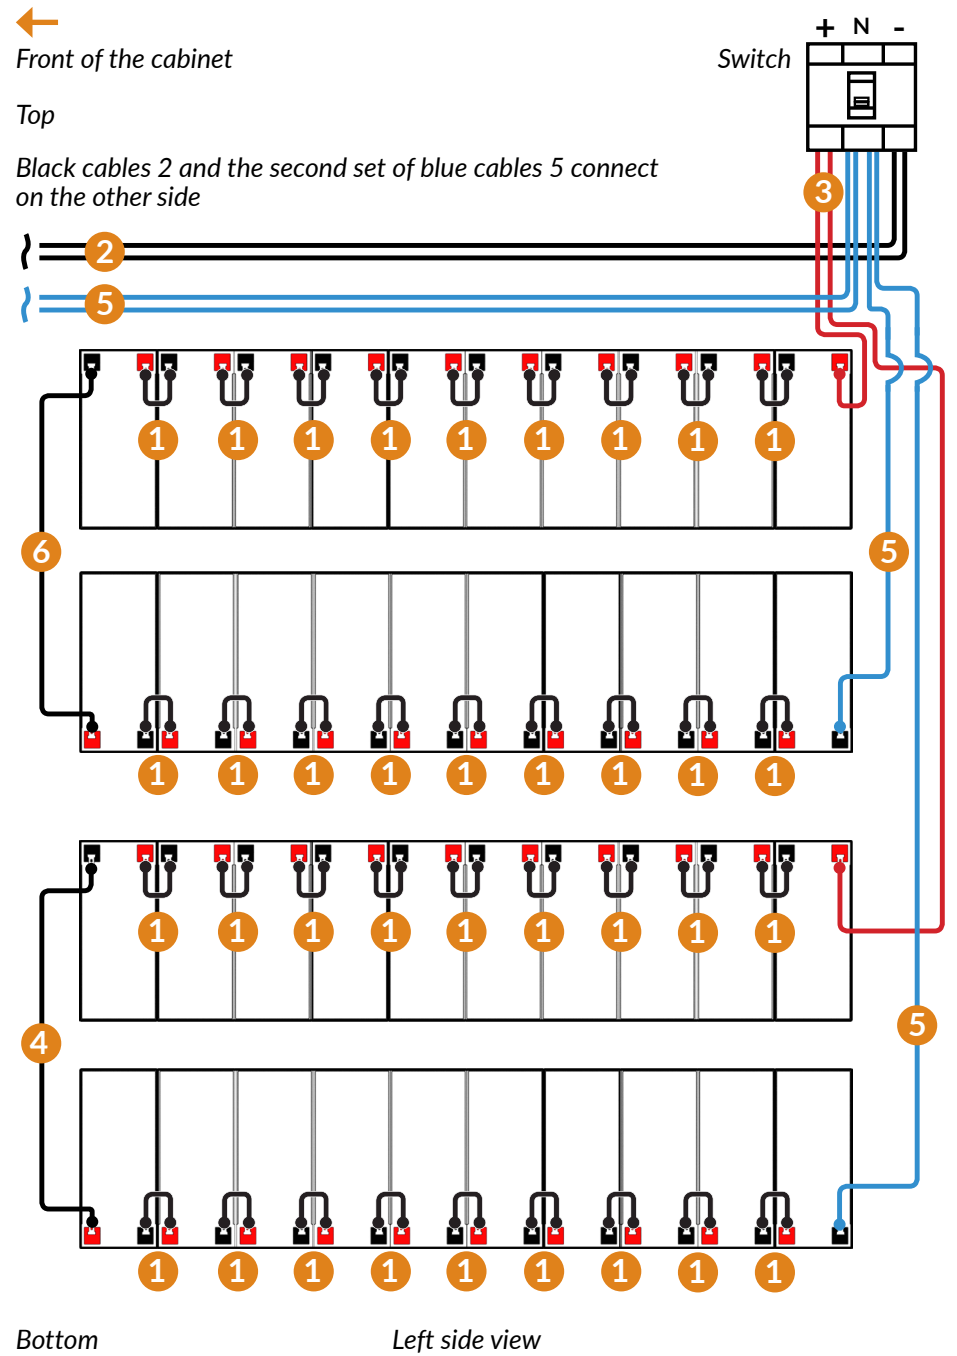 Front of the cabinet
+ N -
Switch
Top
Black cables 2 and the second set of blue cables 5 connect
on the other side
3
2
5
1 1 1 1 1 1 1 1 1
6 5
1 1 1 1 1 1 1 1 1
1 1 1 1 1 1 1 1 1
4 5
1 1 1 1 1 1 1 1 1
Bottom
Left side view